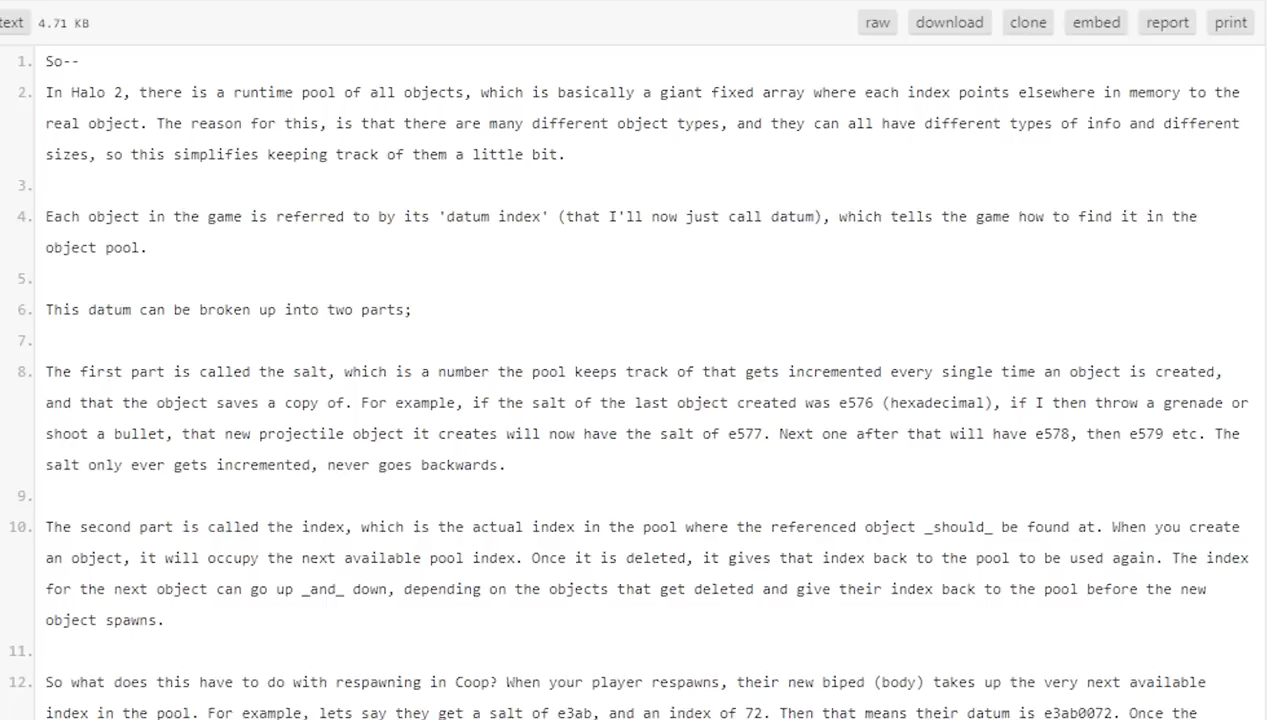 text 4.71 KB raw download clone embed report print
1. So--
2. In Halo 2, there is a runtime pool of all objects, which is basically a giant fixed array where each index points elsewhere in memory to the
real object. The reason for this, is that there are many different object types, and they can all have different types of info and different
sizes, so this simplifies keeping track of them a little bit.
3.
4. Each object in the game is referred to by its 'datum index' (that I'll now just call datum), which tells the game how to find it in the
object pool.
5.
6. This datum can be broken up into two parts;
7.
8. The first part is called the salt, which is a number the pool keeps track of that gets incremented every single time an object is created,
and that the object saves a copy of. For example, if the salt of the last object created was e576 (hexadecimal), if I then throw a grenade or
shoot a bullet, that new projectile object it creates will now have the salt of e577. Next one after that will have e578, then e579 etc. The
salt only ever gets incremented, never goes backwards.
9.
10. The second part is called the index, which is the actual index in the pool where the referenced object _should_ be found at. When you create
an object, it will occupy the next available pool index. Once it is deleted, it gives that index back to the pool to be used again. The index
for the next object can go up _and_ down, depending on the objects that get deleted and give their index back to the pool before the new
object spawns.
11.
12. So what does this have to do with respawning in Coop? When your player respawns, their new biped (body) takes up the very next available
index in the pool. For example, lets say they get a salt of e3ab, and an index of 72. Then that means their datum is e3ab0072. Once the